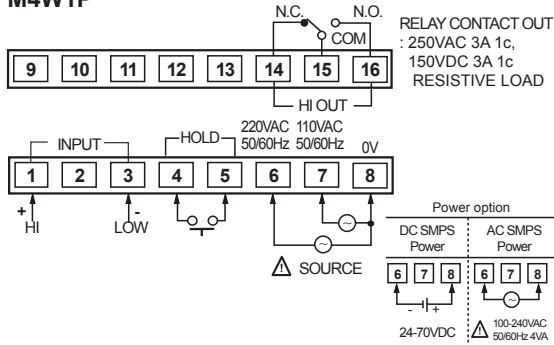 M4W1P
N.C.
N.O.
COM
RELAY CONTACT OUT
: 250VAC 3A 1c,
150VDC 3A 1c
RESISTIVE LOAD
9 10 11 12 13 14 15 16
HI OUT
INPUT
HOLD
220VAC 110VAC
50/60Hz 50/60Hz 0V
1 2 3 4 5 6 7 8
+ -
HI LOW
SOURCE
Power option
DC SMPS AC SMPS
Power Power
6 7 8 6 7 8
- +
24-70VDC
100-240VAC
50/60Hz 4VA